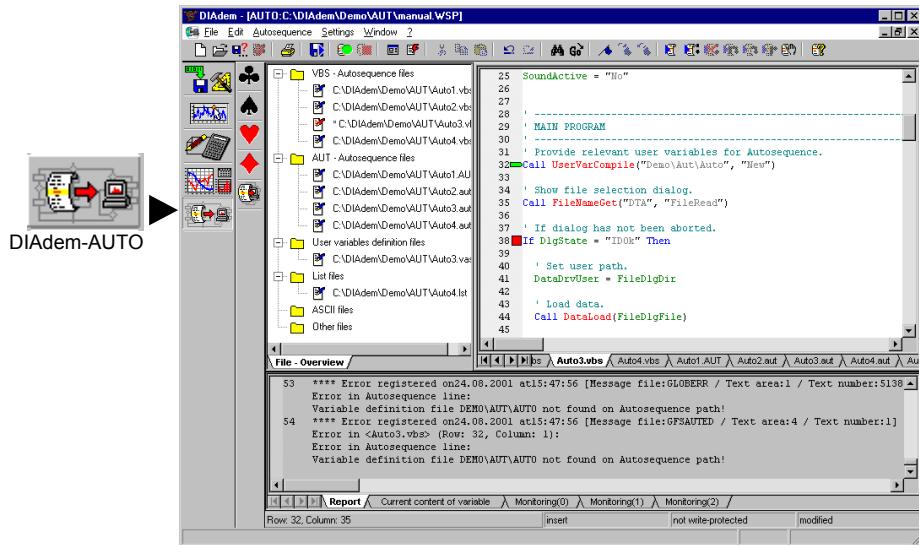 DIAdem - [AUTO:C:\DIAdem\Demo\AUT\manual.WSP]
File Edit Autosequence Settings Window ?
VBS - Autosequence files
C:\DIAdem\Demo\AUT\Auto1.vbs
C:\DIAdem\Demo\AUT\Auto2.vbs
* C:\DIAdem\Demo\AUT\Auto3.vl
C:\DIAdem\Demo\AUT\Auto4.vbs
AUT - Autosequence files
C:\DIAdem\Demo\AUT\Auto1.AU
C:\DIAdem\Demo\AUT\Auto2.aut
C:\DIAdem\Demo\AUT\Auto3.aut
C:\DIAdem\Demo\AUT\Auto4.aut
User variables definition files
C:\DIAdem\Demo\AUT\Auto3.vas
List files
C:\DIAdem\Demo\AUT\Auto4.lst
ASCII files
Other files
File - Overview
25 SoundActive = "No"
26
27
28 ' ------------------------------------------------
29 ' MAIN PROGRAM
30 ' ------------------------------------------------
31 ' Provide relevant user variables for Autosequence.
32 Call UserVarCompile("Demo\Aut\Auto", "New")
33
34 ' Show file selection dialog.
35 Call FileNameGet("DTA", "FileRead")
36
37 ' If dialog has not been aborted.
38 If DlgState = "IDOk" Then
39
40 ' Set user path.
41 DataDrvUser = FileDlgDir
42
43 ' Load data.
44 Call DataLoad(FileDlgFile)
45
bs Auto3.vbs Auto4.vbs Auto1.AUT Auto2.aut Auto3.aut Auto4.aut Au
DIAdem-AUTO
53 **** Error registered on24.08.2001 at15:47:56 [Message file:GLOBERR / Text area:1 / Text number:5138
Error in Autosequence line:
Variable definition file DEMO\AUT\AUTO not found on Autosequence path!
54 **** Error registered on24.08.2001 at15:47:56 [Message file:GFSAUTED / Text area:4 / Text number:1]
Error in <Auto3.vbs> (Row: 32, Column: 1):
Error in Autosequence line:
Variable definition file DEMO\AUT\AUTO not found on Autosequence path!
Report Current content of variable Monitoring(0) Monitoring(1) Monitoring(2)
Row: 32, Column: 35 insert not write-protected modified